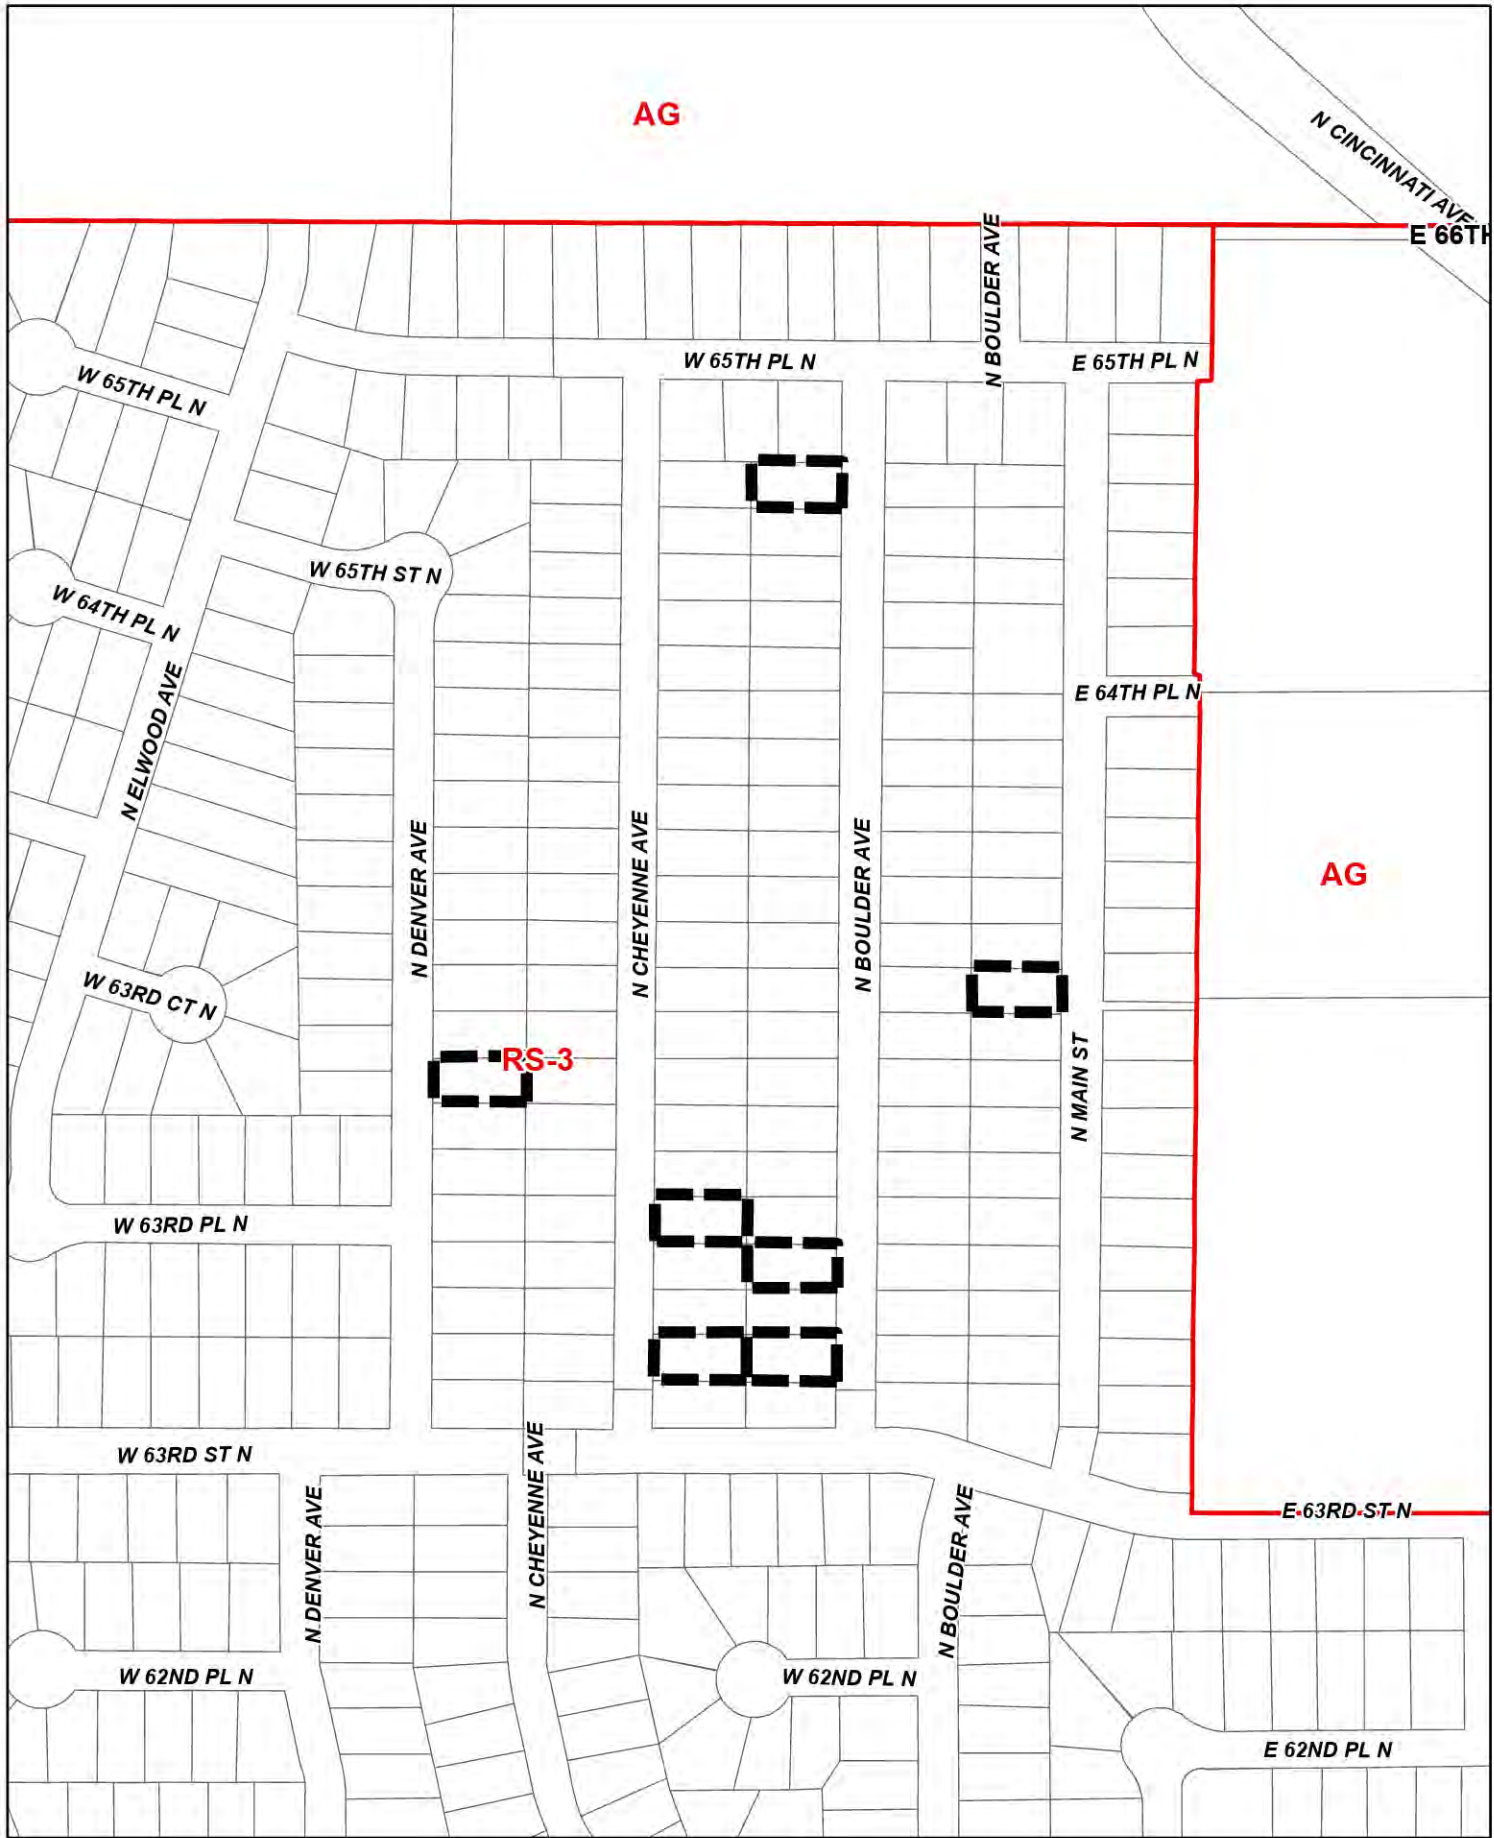 AG
N CINCINNATI AVE
E 66TH
N BOULDER AVE
W 65TH PL N
E 65TH PL N
W 65TH PL N
W 65TH ST N
W 64TH PL N
E 64TH PL N
N ELWOOD AVE
N DENVER AVE
N CHEYENNE AVE
N BOULDER AVE
AG
W 63RD CT N
RS-3
N MAIN ST
W 63RD PL N
W 63RD ST N
N CHEYENNE AVE
E 63RD ST N
N DENVER AVE
N BOULDER AVE
W 62ND PL N
W 62ND PL N
E 62ND PL N